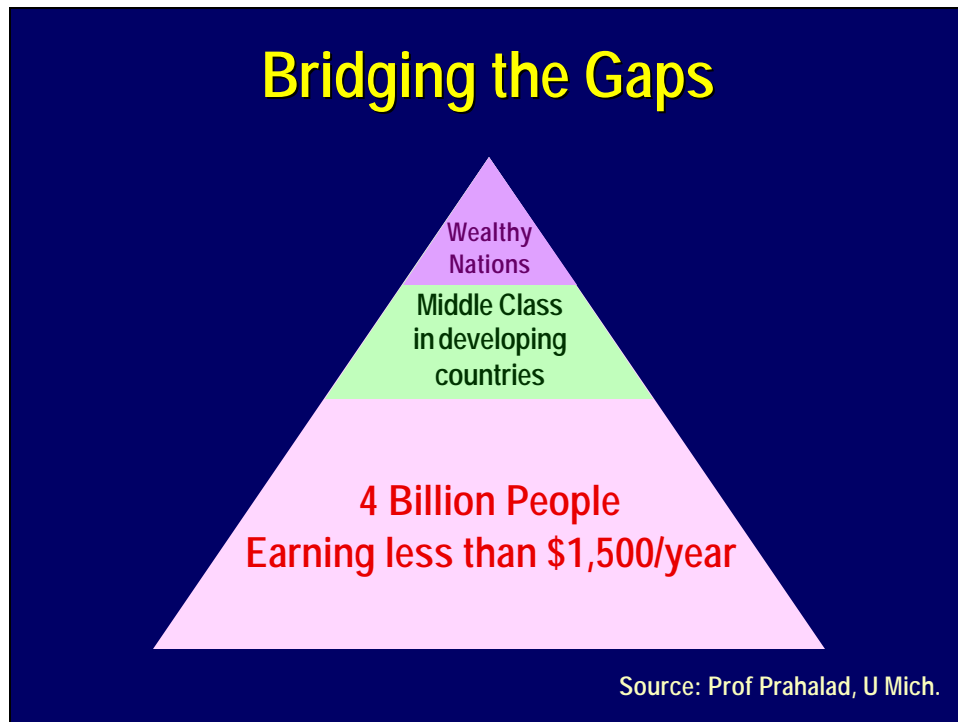 Bridging the Gaps
Wealthy
Nations
Middle Class
in developing
countries
4 Billion People
Earning less than $1,500/year
Source: Prof Prahalad, U Mich.